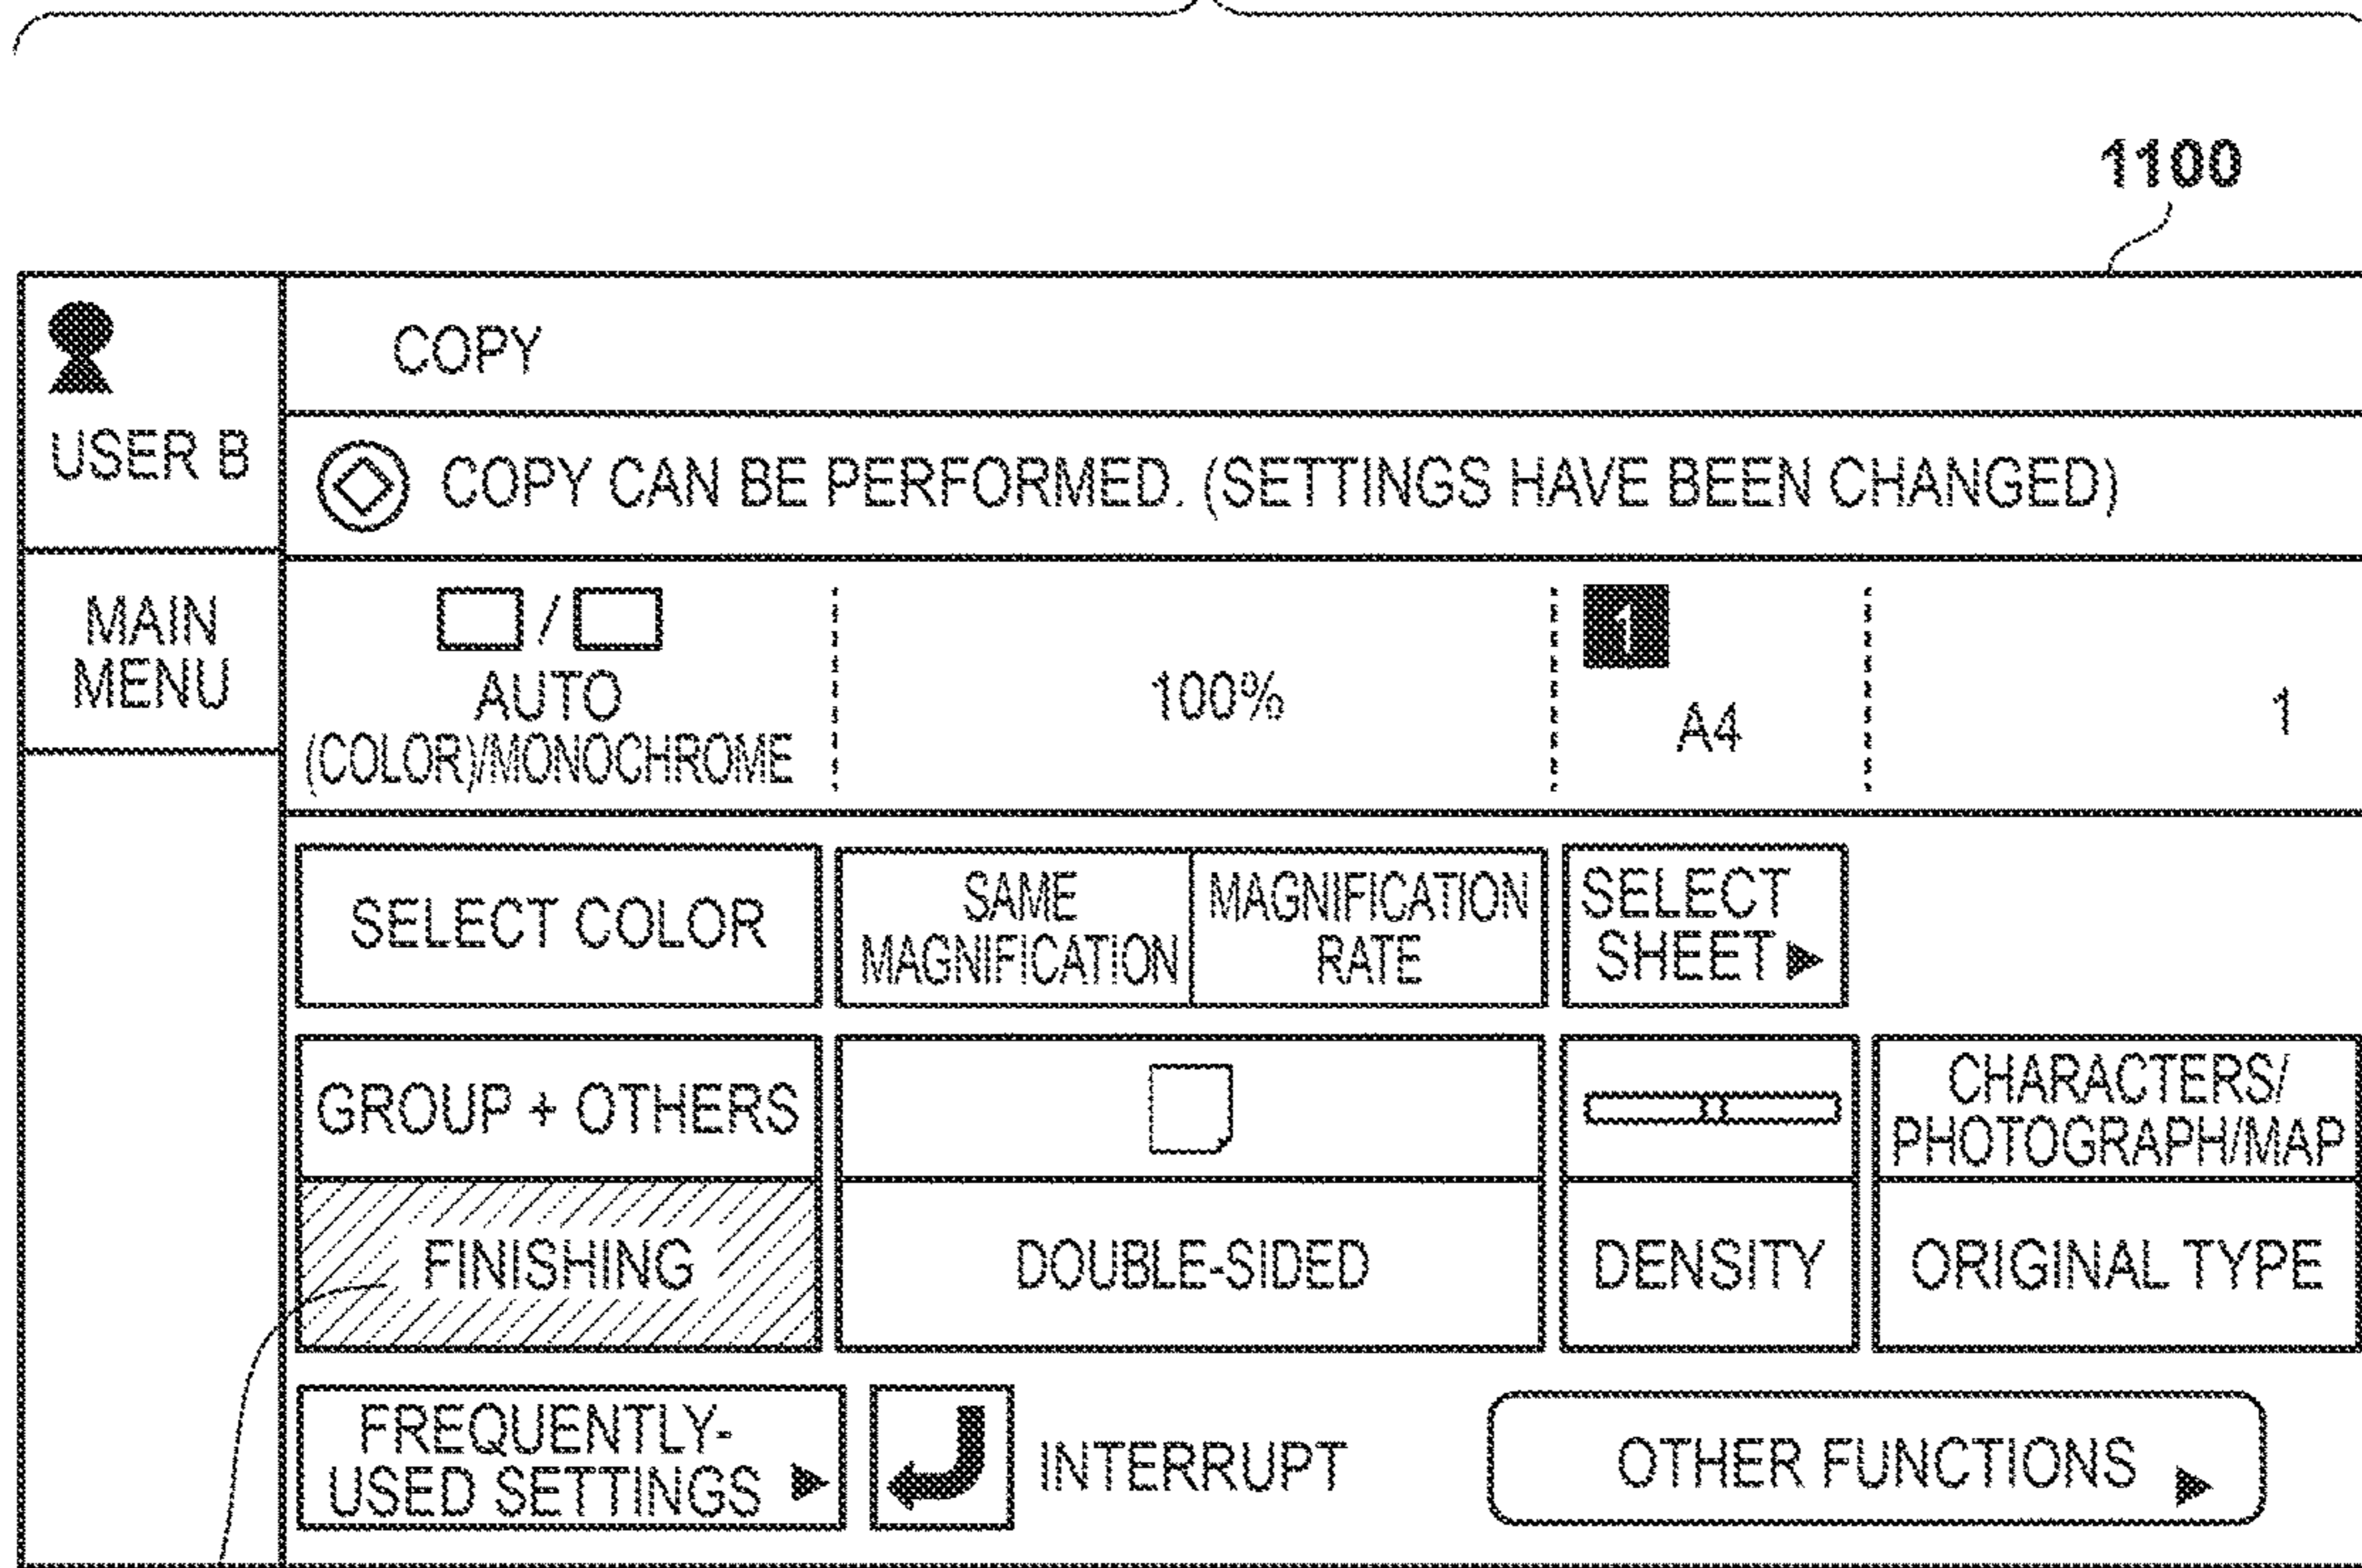 1100
COPY
USER B
COPY CAN BE PERFORMED. (SETTINGS HAVE BEEN CHANGED)
MAIN
MENU
/
AUTO
(COLOR)/MONOCHROME
100%
1
A4
1
SELECT COLOR
SAME
MAGNIFICATION
MAGNIFICATION
RATE
SELECT
SHEET
GROUP + OTHERS
CHARACTERS/
PHOTOGRAPH/MAP
FINISHING
DOUBLE-SIDED
DENSITY
ORIGINAL TYPE
FREQUENTLY-
USED SETTINGS
INTERRUPT
OTHER FUNCTIONS